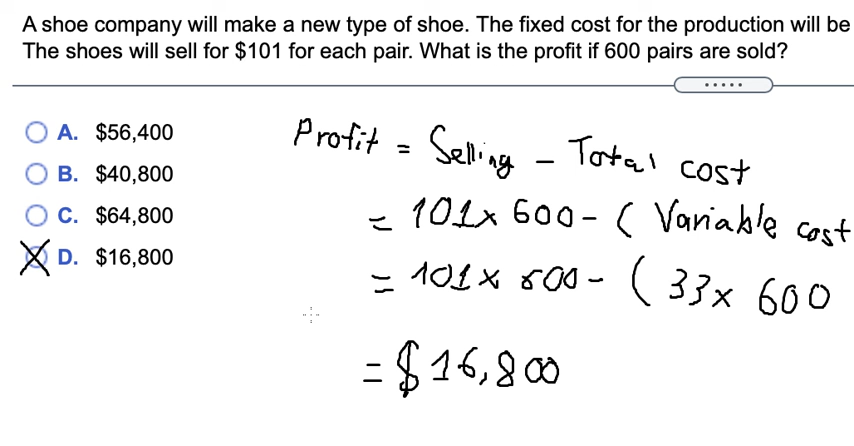 A shoe company will make a new type of shoe. The fixed cost for the production will be
The shoes will sell for $101 for each pair. What is the profit if 600 pairs are sold?
A. $56,400
B. $40,800
C. $64,800
D. $16,800
Profit = Selling - Total cost
= 101 x 600 - ( Variable cost
= 101 x 600 - ( 33 x 600
= $16,800